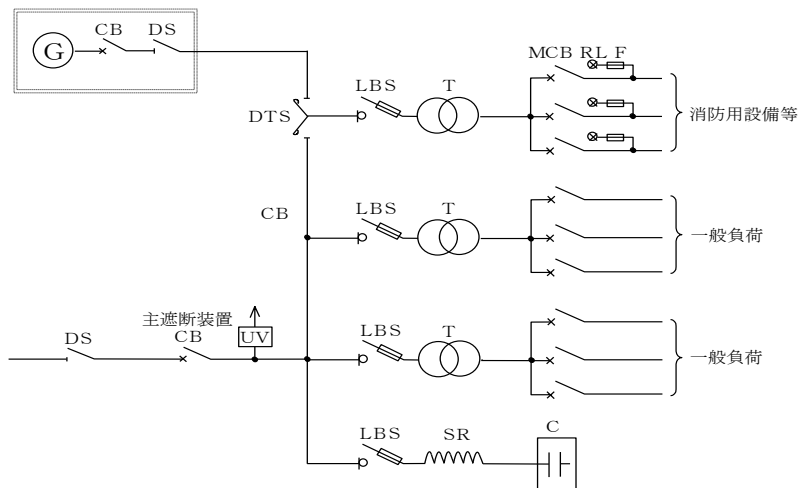 CB DS
G
MCB RL F
LBS T
DTS
消防用設備等
CB
LBS T
一般負荷
主遮断装置
DS CB UV
LBS T
一般負荷
LBS SR C